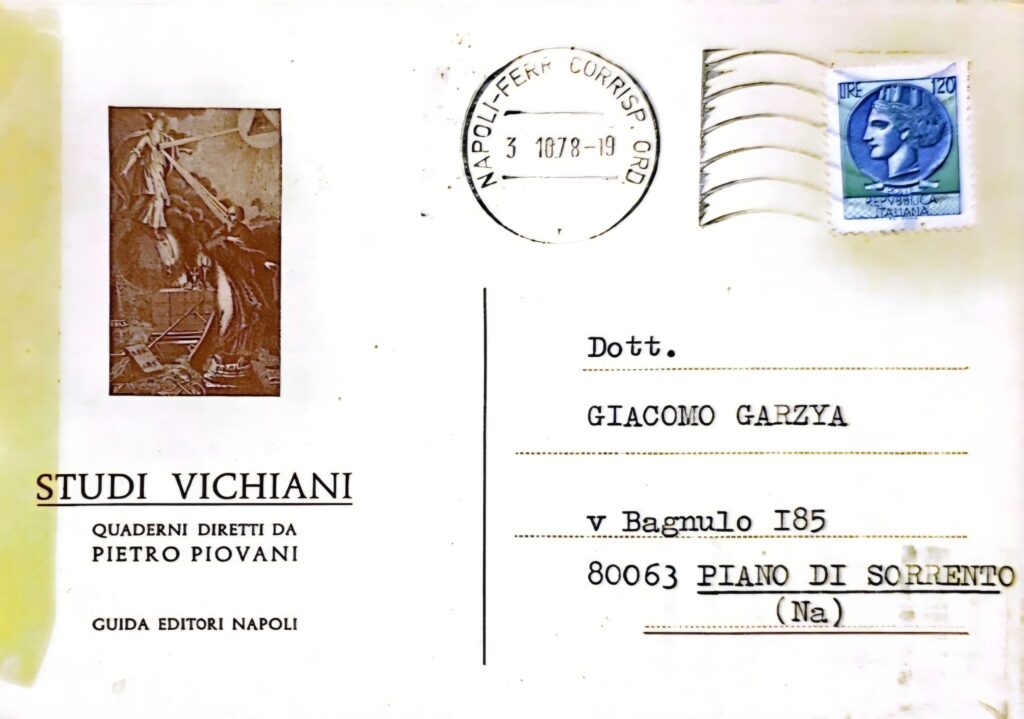 NAPOLI-FERR CORRISP. ORD
3 10.78-19
LIRE 120
REPVBBLICA
ITALIANA
STUDI VICHIANI
QUADERNI DIRETTI DA
PIETRO PIOVANI
GUIDA EDITORI NAPOLI
Dott.
GIACOMO GARZYA
v Bagnulo I85
80063 PIANO DI SORRENTO
(Na)